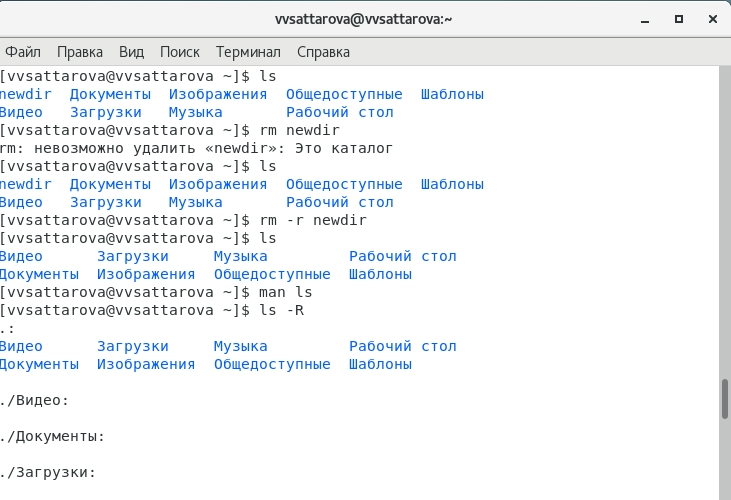 vvsattarova@vvsattarova:~
Файл Правка Вид Поиск Терминал Справка
[vvsattarova@vvsattarova ~]$ ls
newdir Документы Изображения Общедоступные Шаблоны
Видео Загрузки Музыка Рабочий стол
[vvsattarova@vvsattarova ~]$ rm newdir
rm: невозможно удалить «newdir»: Это каталог
[vvsattarova@vvsattarova ~]$ ls
newdir Документы Изображения Общедоступные Шаблоны
Видео Загрузки Музыка Рабочий стол
[vvsattarova@vvsattarova ~]$ rm -r newdir
[vvsattarova@vvsattarova ~]$ ls
Видео Загрузки Музыка Рабочий стол
Документы Изображения Общедоступные Шаблоны
[vvsattarova@vvsattarova ~]$ man ls
[vvsattarova@vvsattarova ~]$ ls -R
.:
Видео Загрузки Музыка Рабочий стол
Документы Изображения Общедоступные Шаблоны
./Видео:
./Документы:
./Загрузки: